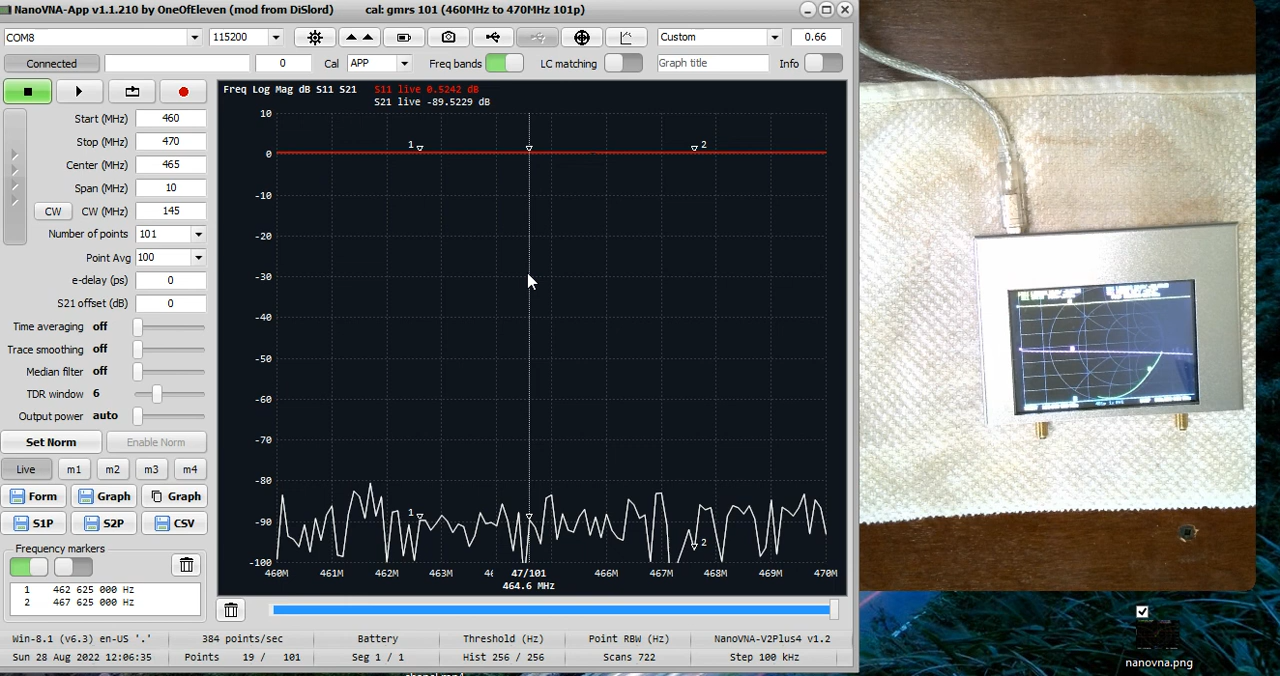 NanoVNA-App v1.1.210 by OneOfEleven (mod from DiSlord) cal: gmrs 101 (460MHz to 470MHz 101p)
COM8 115200 Custom 0.66
Connected 0 Cal APP Freq bands LC matching Graph title Info
Freq Log Mag dB S11 S21 S11 live 0.5242 dB
S21 live -89.5229 dB
Start (MHz) 460
Stop (MHz) 470
Center (MHz) 465
Span (MHz) 10
CW CW (MHz) 145
Number of points 101
Point Avg 100
e-delay (ps) 0
S21 offset (dB) 0
Time averaging off
Trace smoothing off
Median filter off
TDR window 6
Output power auto
Set Norm Enable Norm
Live m1 m2 m3 m4
Form Graph Graph
S1P S2P CSV
Frequency markers
1 462 625 000 Hz
2 467 625 000 Hz
10
0
-10
-20
-30
-40
-50
-60
-70
-80
-90
-100
1 2
1 2
460M 461M 462M 463M 47/101 466M 467M 468M 469M 470M
464.6 MHz
Win-8.1 (v6.3) en-US '.' 384 points/sec Battery Threshold (Hz) Point RBW (Hz) NanoVNA-V2Plus4 v1.2
Sun 28 Aug 2022 12:06:35 Points 19 / 101 Seg 1 / 1 Hist 256 / 256 Scans 722 Step 100 kHz
nanovna.png